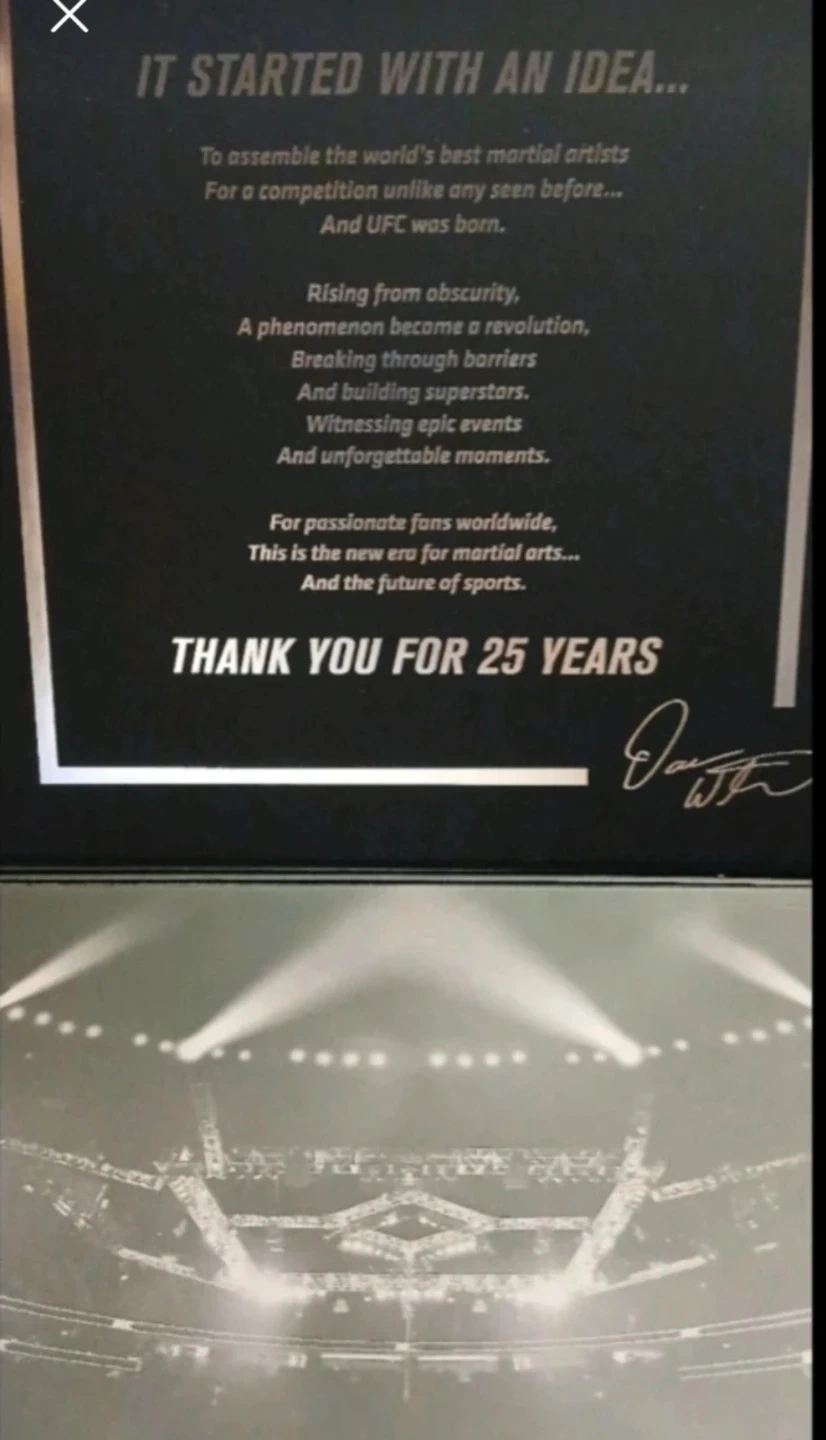 IT STARTED WITH AN IDEA...
To assemble the world's best martial artists
For a competition unlike any seen before...
And UFC was born.
Rising from obscurity,
A phenomenon became a revolution,
Breaking through barriers
And building superstars.
Witnessing epic events
And unforgettable moments.
For passionate fans worldwide,
This is the new era for martial arts...
And the future of sports.
THANK YOU FOR 25 YEARS